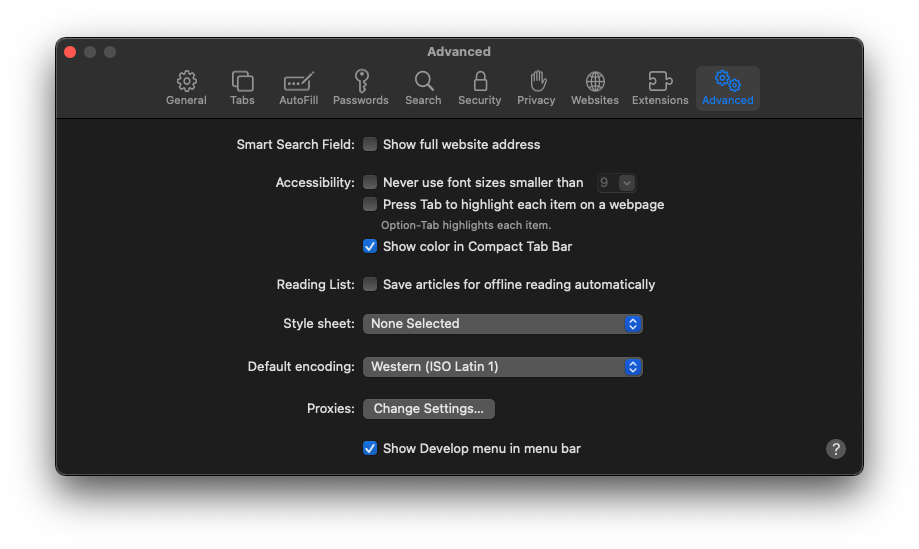 Advanced
General Tabs AutoFill Passwords Search Security Privacy Websites Extensions Advanced
Smart Search Field: Show full website address
Accessibility: Never use font sizes smaller than 9
Press Tab to highlight each item on a webpage
Option-Tab highlights each item.
Show color in Compact Tab Bar
Reading List: Save articles for offline reading automatically
Style sheet: None Selected
Default encoding: Western (ISO Latin 1)
Proxies: Change Settings...
Show Develop menu in menu bar
?